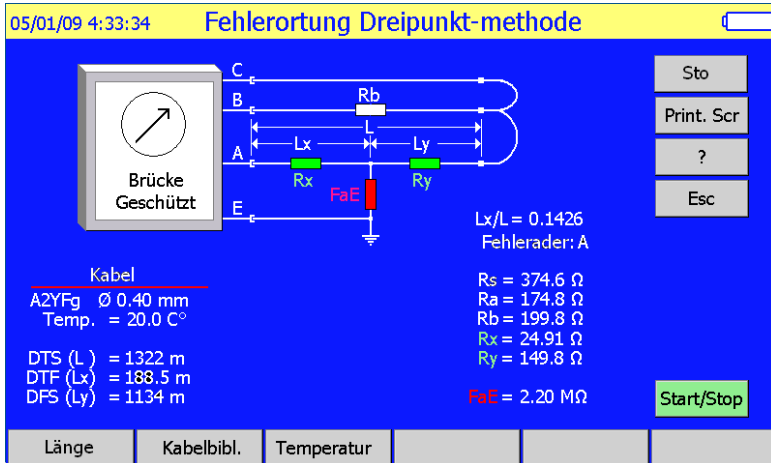 05/01/09 4:33:34 Fehlerortung Dreipunkt-methode
C
Sto
B
Rb
Print. Scr
L
Lx
Ly
A
?
Rx
Ry
Brücke
Geschützt
FaE
Esc
E
Lx/L = 0.1426
Fehlerader: A
Kabel
A2YFg Ø 0.40 mm
Temp. = 20.0 C°
Rs = 374.6 Ω
Ra = 174.8 Ω
Rb = 199.8 Ω
Rx = 24.91 Ω
Ry = 149.8 Ω
DTS (L ) = 1322 m
DTF (Lx) = 188.5 m
DFS (Ly) = 1134 m
FaE = 2.20 MΩ
Start/Stop
Länge Kabelbibl. Temperatur